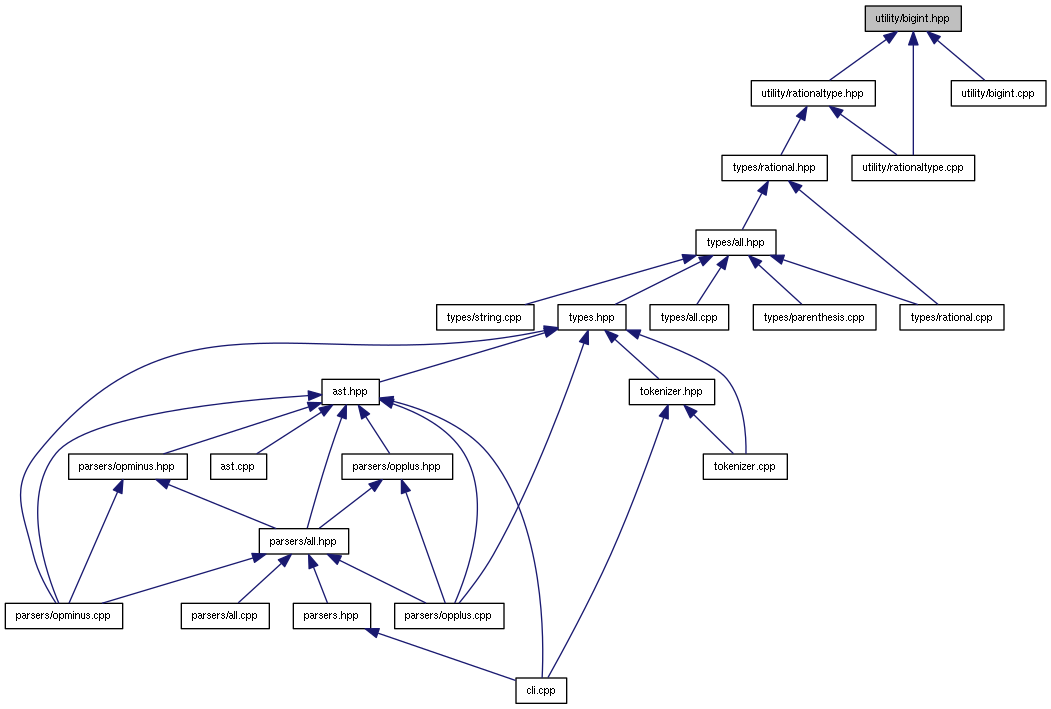 utility/bigint.hpp
utility/rationaltype.hpp
utility/bigint.cpp
types/rational.hpp
utility/rationaltype.cpp
types/all.hpp
types/string.cpp
types.hpp
types/all.cpp
types/parenthesis.cpp
types/rational.cpp
ast.hpp
tokenizer.hpp
parsers/opminus.hpp
ast.cpp
parsers/opplus.hpp
tokenizer.cpp
parsers/all.hpp
parsers/opminus.cpp
parsers/all.cpp
parsers.hpp
parsers/opplus.cpp
cli.cpp